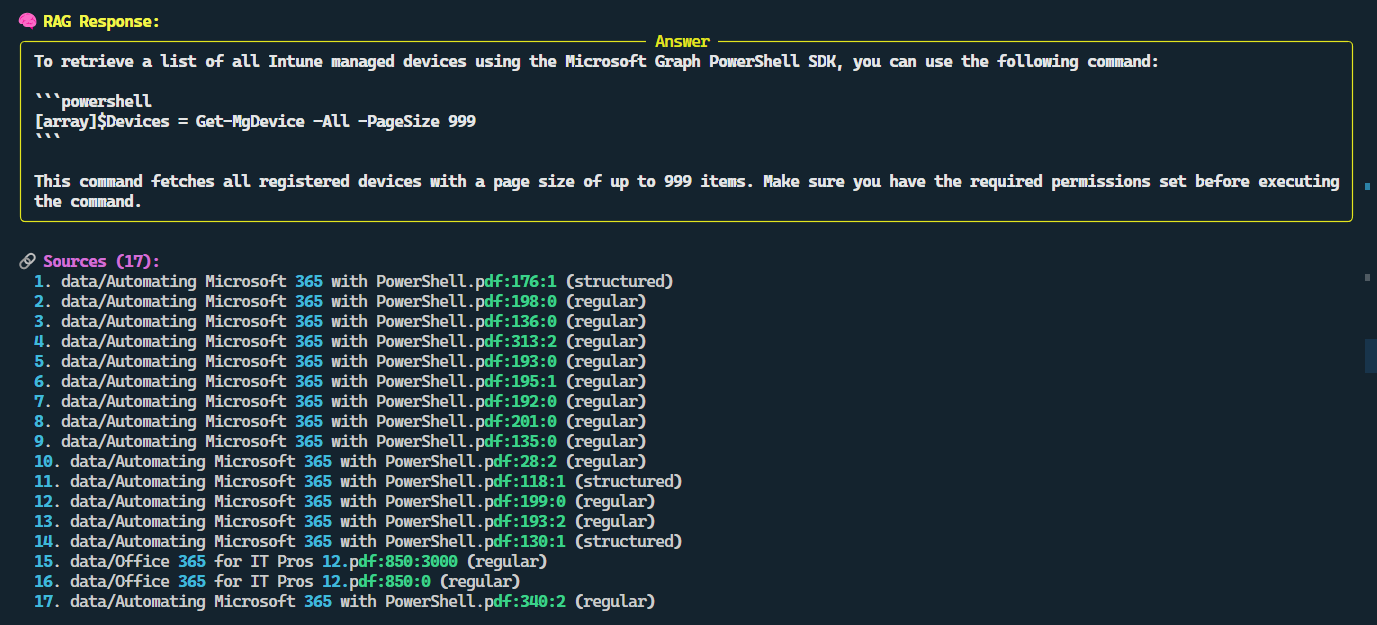 🧠 RAG Response:
Answer
To retrieve a list of all Intune managed devices using the Microsoft Graph PowerShell SDK, you can use the following command:
```powershell
[array]$Devices = Get-MgDevice -All -PageSize 999
```
This command fetches all registered devices with a page size of up to 999 items. Make sure you have the required permissions set before executing
the command.
🔗 Sources (17):
1. data/Automating Microsoft 365 with PowerShell.pdf:176:1 (structured)
2. data/Automating Microsoft 365 with PowerShell.pdf:198:0 (regular)
3. data/Automating Microsoft 365 with PowerShell.pdf:136:0 (regular)
4. data/Automating Microsoft 365 with PowerShell.pdf:313:2 (regular)
5. data/Automating Microsoft 365 with PowerShell.pdf:193:0 (regular)
6. data/Automating Microsoft 365 with PowerShell.pdf:195:1 (regular)
7. data/Automating Microsoft 365 with PowerShell.pdf:192:0 (regular)
8. data/Automating Microsoft 365 with PowerShell.pdf:201:0 (regular)
9. data/Automating Microsoft 365 with PowerShell.pdf:135:0 (regular)
10. data/Automating Microsoft 365 with PowerShell.pdf:28:2 (regular)
11. data/Automating Microsoft 365 with PowerShell.pdf:118:1 (structured)
12. data/Automating Microsoft 365 with PowerShell.pdf:199:0 (regular)
13. data/Automating Microsoft 365 with PowerShell.pdf:193:2 (regular)
14. data/Automating Microsoft 365 with PowerShell.pdf:130:1 (structured)
15. data/Office 365 for IT Pros 12.pdf:850:3000 (regular)
16. data/Office 365 for IT Pros 12.pdf:850:0 (regular)
17. data/Automating Microsoft 365 with PowerShell.pdf:340:2 (regular)